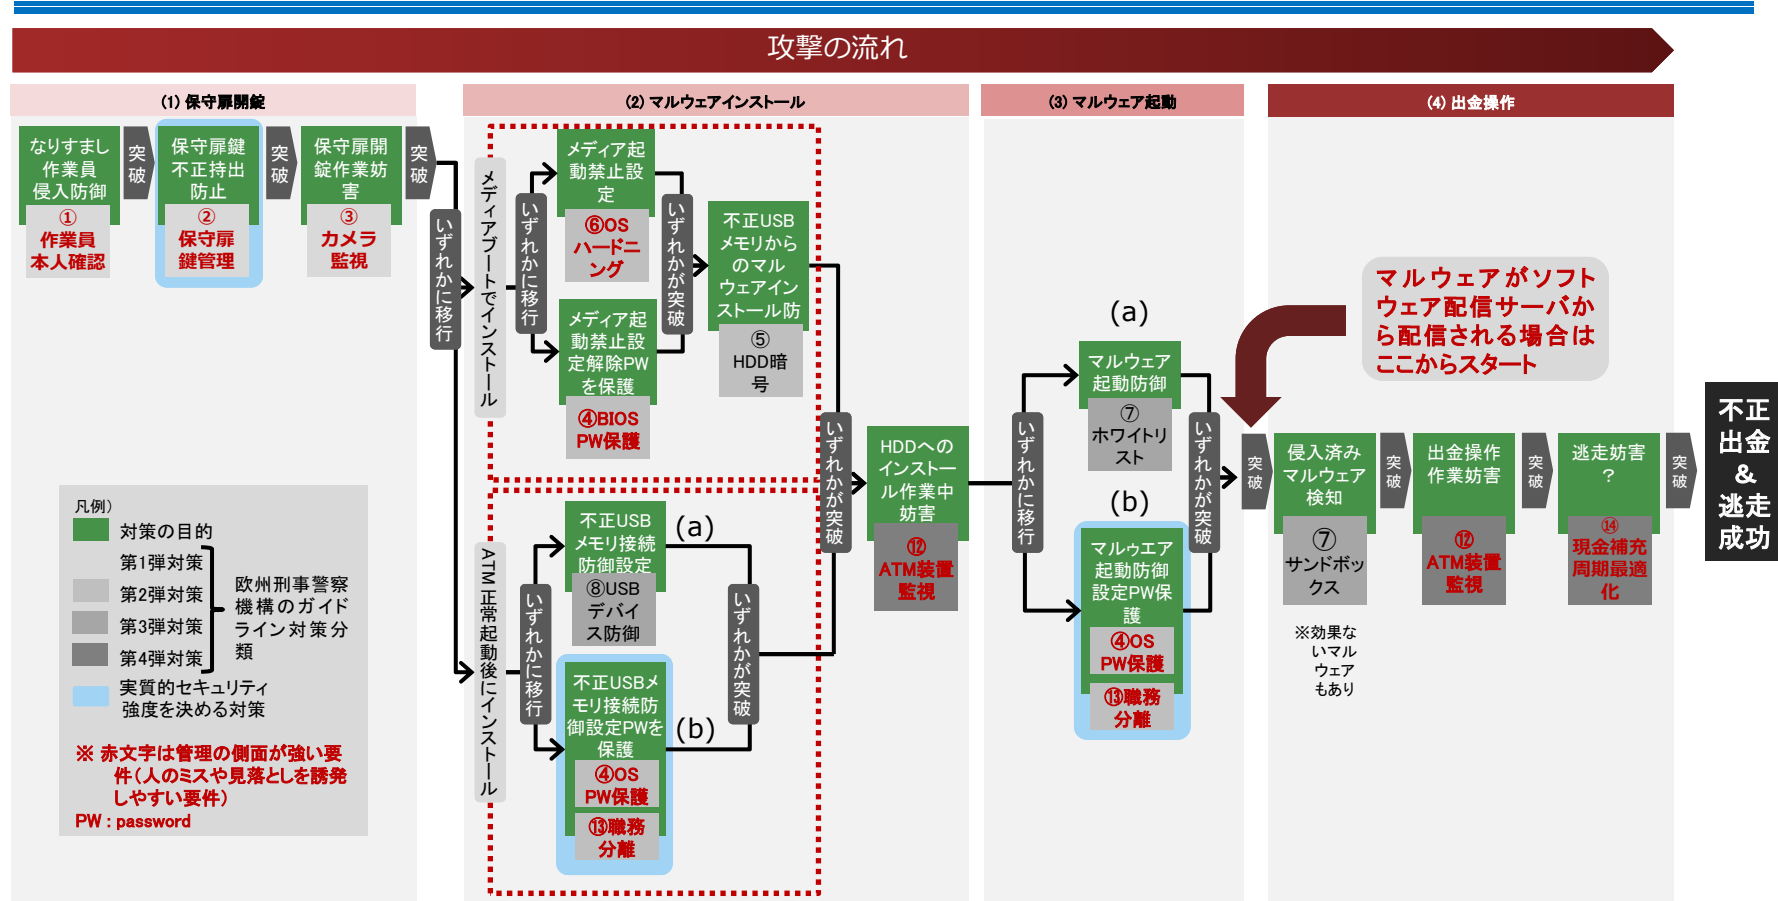 攻撃の流れ
(1) 保守扉開錠
なりすまし
作業員
侵入防御
①
作業員
本人確認
突
破
保守扉鍵
不正持出
防止
②
保守扉
鍵管理
突
破
保守扉開
錠作業妨
害
③
カメラ
監視
突
破
いずれかに移行
(2) マルウェアインストール
メディアブートでインストール
いずれかに移行
メディア起
動禁止設
定
⑥OS
ハードニ
ング
メディア起
動禁止設
定解除PW
を保護
④BIOS
PW保護
いずれかが突破
不正USB
メモリから
のマル
ウェアイン
ストール防
⑤
HDD暗
号
ATM正常起動後にインストール
いずれかに移行
不正USB
メモリ接続
防御設定
(a)
⑧USB
デバイ
ス防御
不正USBメ
モリ接続防
御設定PWを
保護
(b)
④OS
PW保護
⑬職務
分離
いずれかが突破
いずれかが突破
HDDへの
インストー
ル作業中
妨害
⑫
ATM装置
監視
(3) マルウェア起動
いずれかに移行
(a)
マルウェア
起動防御
⑦
ホワイトリ
スト
(b)
マルゥエア
起動防御
設定PW保
護
④OS
PW保護
⑬職務
分離
いずれかが突破
(4) 出金操作
マルウェアがソフト
ウェア配信サーバか
ら配信される場合は
ここからスタート
突
破
侵入済み
マルウェア
検知
⑦
サンドボッ
クス
※効果な
いマル
ウェア
もあり
突
破
出金操作
作業妨害
⑫
ATM装置
監視
突
破
逃走妨害
?
⑭
現金補充
周期最適
化
突
破
不正
出金
&
逃走
成功
凡例)
対策の目的
第1弾対策
第2弾対策
第3弾対策
第4弾対策
欧州刑事警察
機構のガイド
ライン対策分
類
実質的セキュリティ
強度を決める対策
※ 赤文字は管理の側面が強い要
件(人のミスや見落としを誘発
しやすい要件)
PW : password